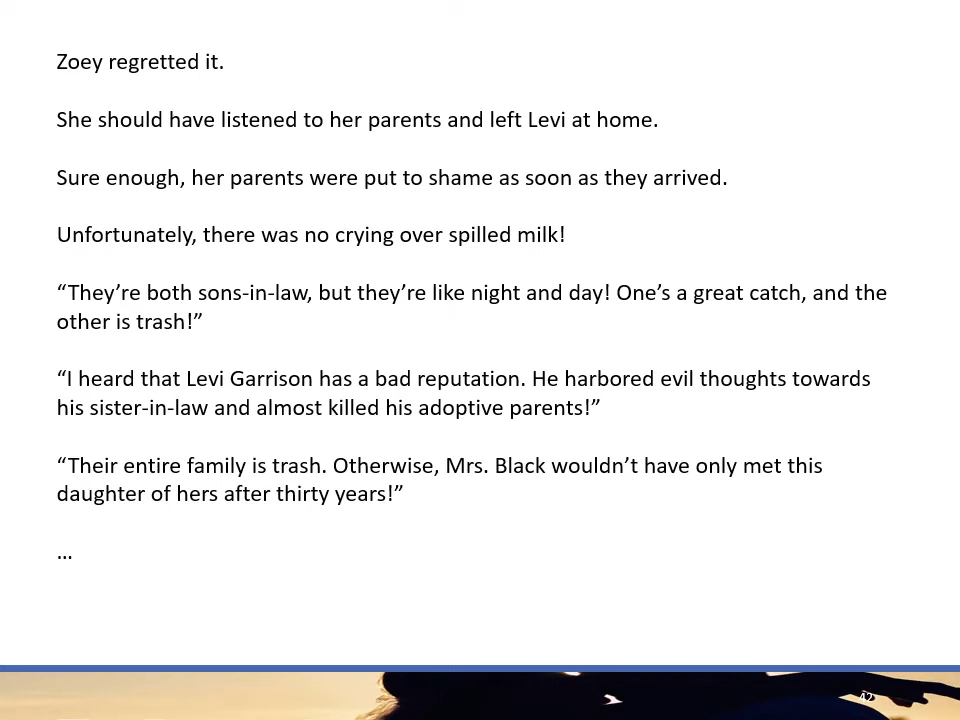 Zoey regretted it.
She should have listened to her parents and left Levi at home.
Sure enough, her parents were put to shame as soon as they arrived.
Unfortunately, there was no crying over spilled milk!
“They’re both sons-in-law, but they’re like night and day! One’s a great catch, and the
other is trash!”
“I heard that Levi Garrison has a bad reputation. He harbored evil thoughts towards
his sister-in-law and almost killed his adoptive parents!”
“Their entire family is trash. Otherwise, Mrs. Black wouldn’t have only met this
daughter of hers after thirty years!”
…
42